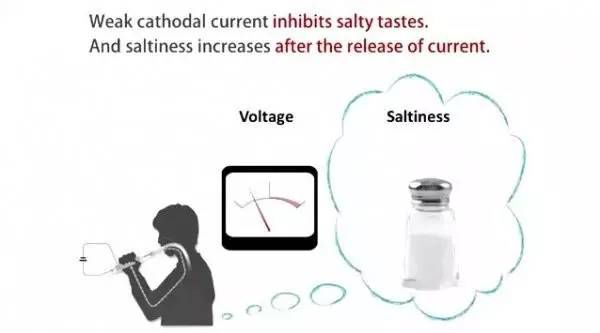 Weak cathodal current inhibits salty tastes.
And saltiness increases after the release of current.
Voltage
Saltiness